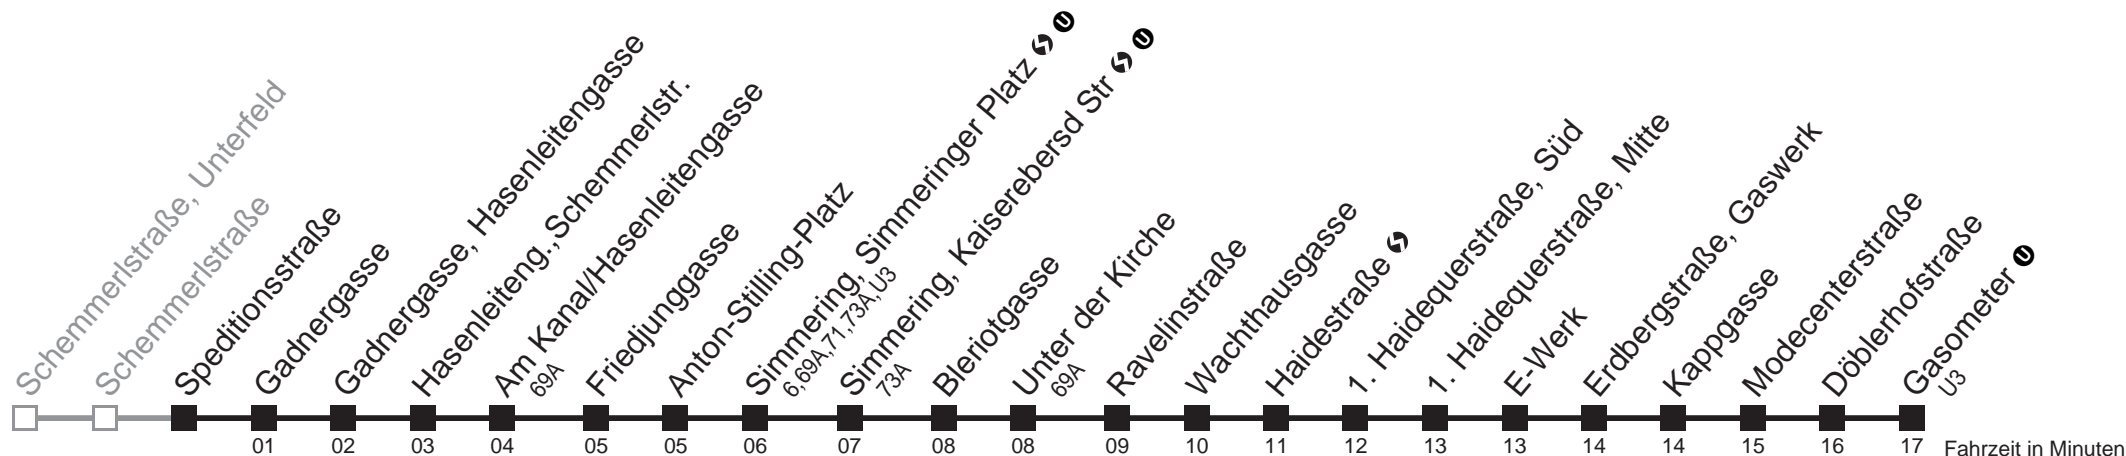 Schemmerlstraße, Unterfeld
Schemmerlstraße
Speditionsstraße
Gadnergasse
Gadnergasse, Hasenleitengasse
Hasenleiteng.,Schemmerlstr.
Am Kanal/Hasenleitengasse
69A
Friedjunggasse
Anton-Stilling-Platz
Simmering, Simmeringer Platz U
6,69A,71,73A,U3
Simmering, Kaiserebersd Str U
73A
Bleriotgasse
Unter der Kirche
69A
Ravelinstraße
Wachthausgasse
Haidestraße
1. Haidequerstraße, Süd
1. Haidequerstraße, Mitte
E-Werk
Erdbergstraße, Gaswerk
Kappgasse
Modecenterstraße
Döblerhofstraße
Gasometer U
U3
01 02 03 04 05 05 06 07 08 08 09 10 11 12 13 13 14 14 15 16 17 Fahrzeit in Minuten